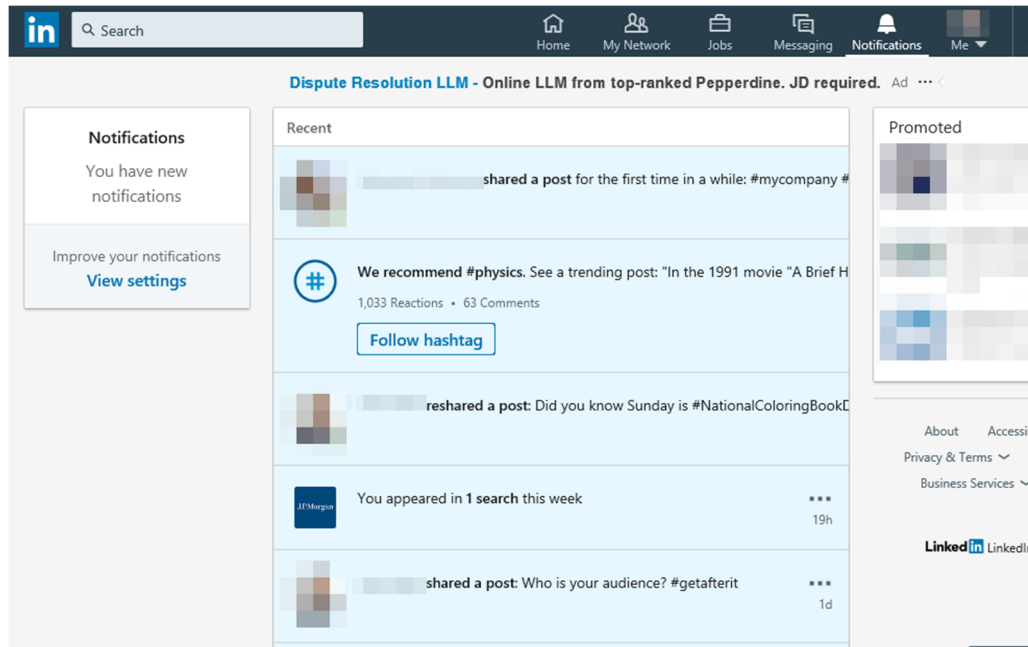 in
Search
Home
My Network
Jobs
Messaging
Notifications
Me
Dispute Resolution LLM - Online LLM from top-ranked Pepperdine. JD required. Ad
Notifications
You have new
notifications
Improve your notifications
View settings
Recent
shared a post for the first time in a while: #mycompany #
We recommend #physics. See a trending post: "In the 1991 movie "A Brief H
1,033 Reactions • 63 Comments
Follow hashtag
reshared a post: Did you know Sunday is #NationalColoringBookD
J.P.Morgan
You appeared in 1 search this week
19h
shared a post: Who is your audience? #getafterit
1d
Promoted
About Accessi
Privacy & Terms
Business Services
Linkedin LinkedIn